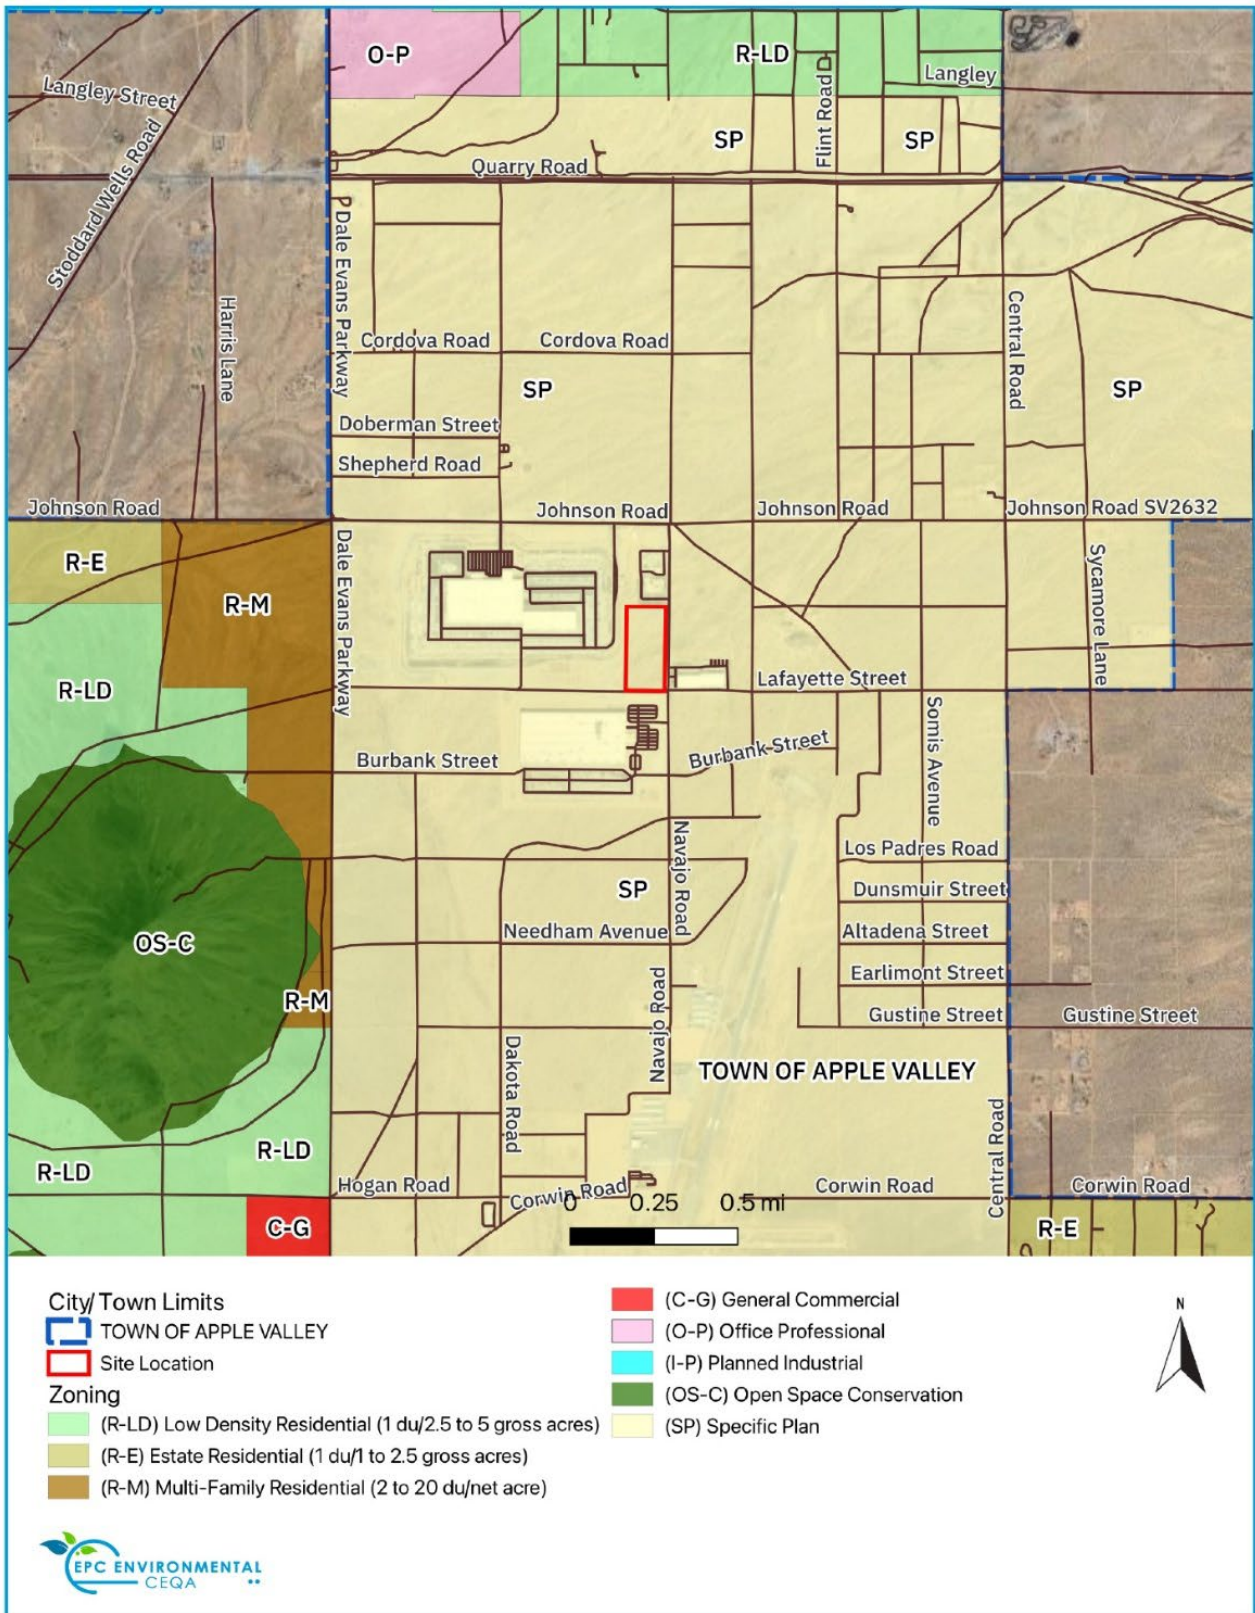 O-P
R-LD
Langley
Langley Street
Stoddard Wells Road
Flint Road
SP
SP
Quarry Road
Dale Evans Parkway
Harris Lane
Central Road
Cordova Road
Cordova Road
SP
SP
Doberman Street
Shepherd Road
Johnson Road
Johnson Road
Johnson Road
Johnson Road SV2632
R-E
R-M
Dale Evans Parkway
Sycamore Lane
R-LD
Lafayette Street
Somis Avenue
Burbank Street
Burbank Street
Navajo Road
Los Padres Road
SP
Dunsmuir Street
Needham Avenue
Altadena Street
OS-C
Earlimont Street
R-M
Navajo Road
Gustine Street
Gustine Street
Dakota Road
TOWN OF APPLE VALLEY
Central Road
R-LD
R-LD
Hogan Road
Corwin Road
Corwin Road
Corwin Road
0 0.25 0.5 mi
C-G
R-E
City/Town Limits
TOWN OF APPLE VALLEY
Site Location
Zoning
(R-LD) Low Density Residential (1 du/2.5 to 5 gross acres)
(R-E) Estate Residential (1 du/1 to 2.5 gross acres)
(R-M) Multi-Family Residential (2 to 20 du/net acre)
(C-G) General Commercial
(O-P) Office Professional
(I-P) Planned Industrial
(OS-C) Open Space Conservation
(SP) Specific Plan
N
EPC ENVIRONMENTAL
CEQA